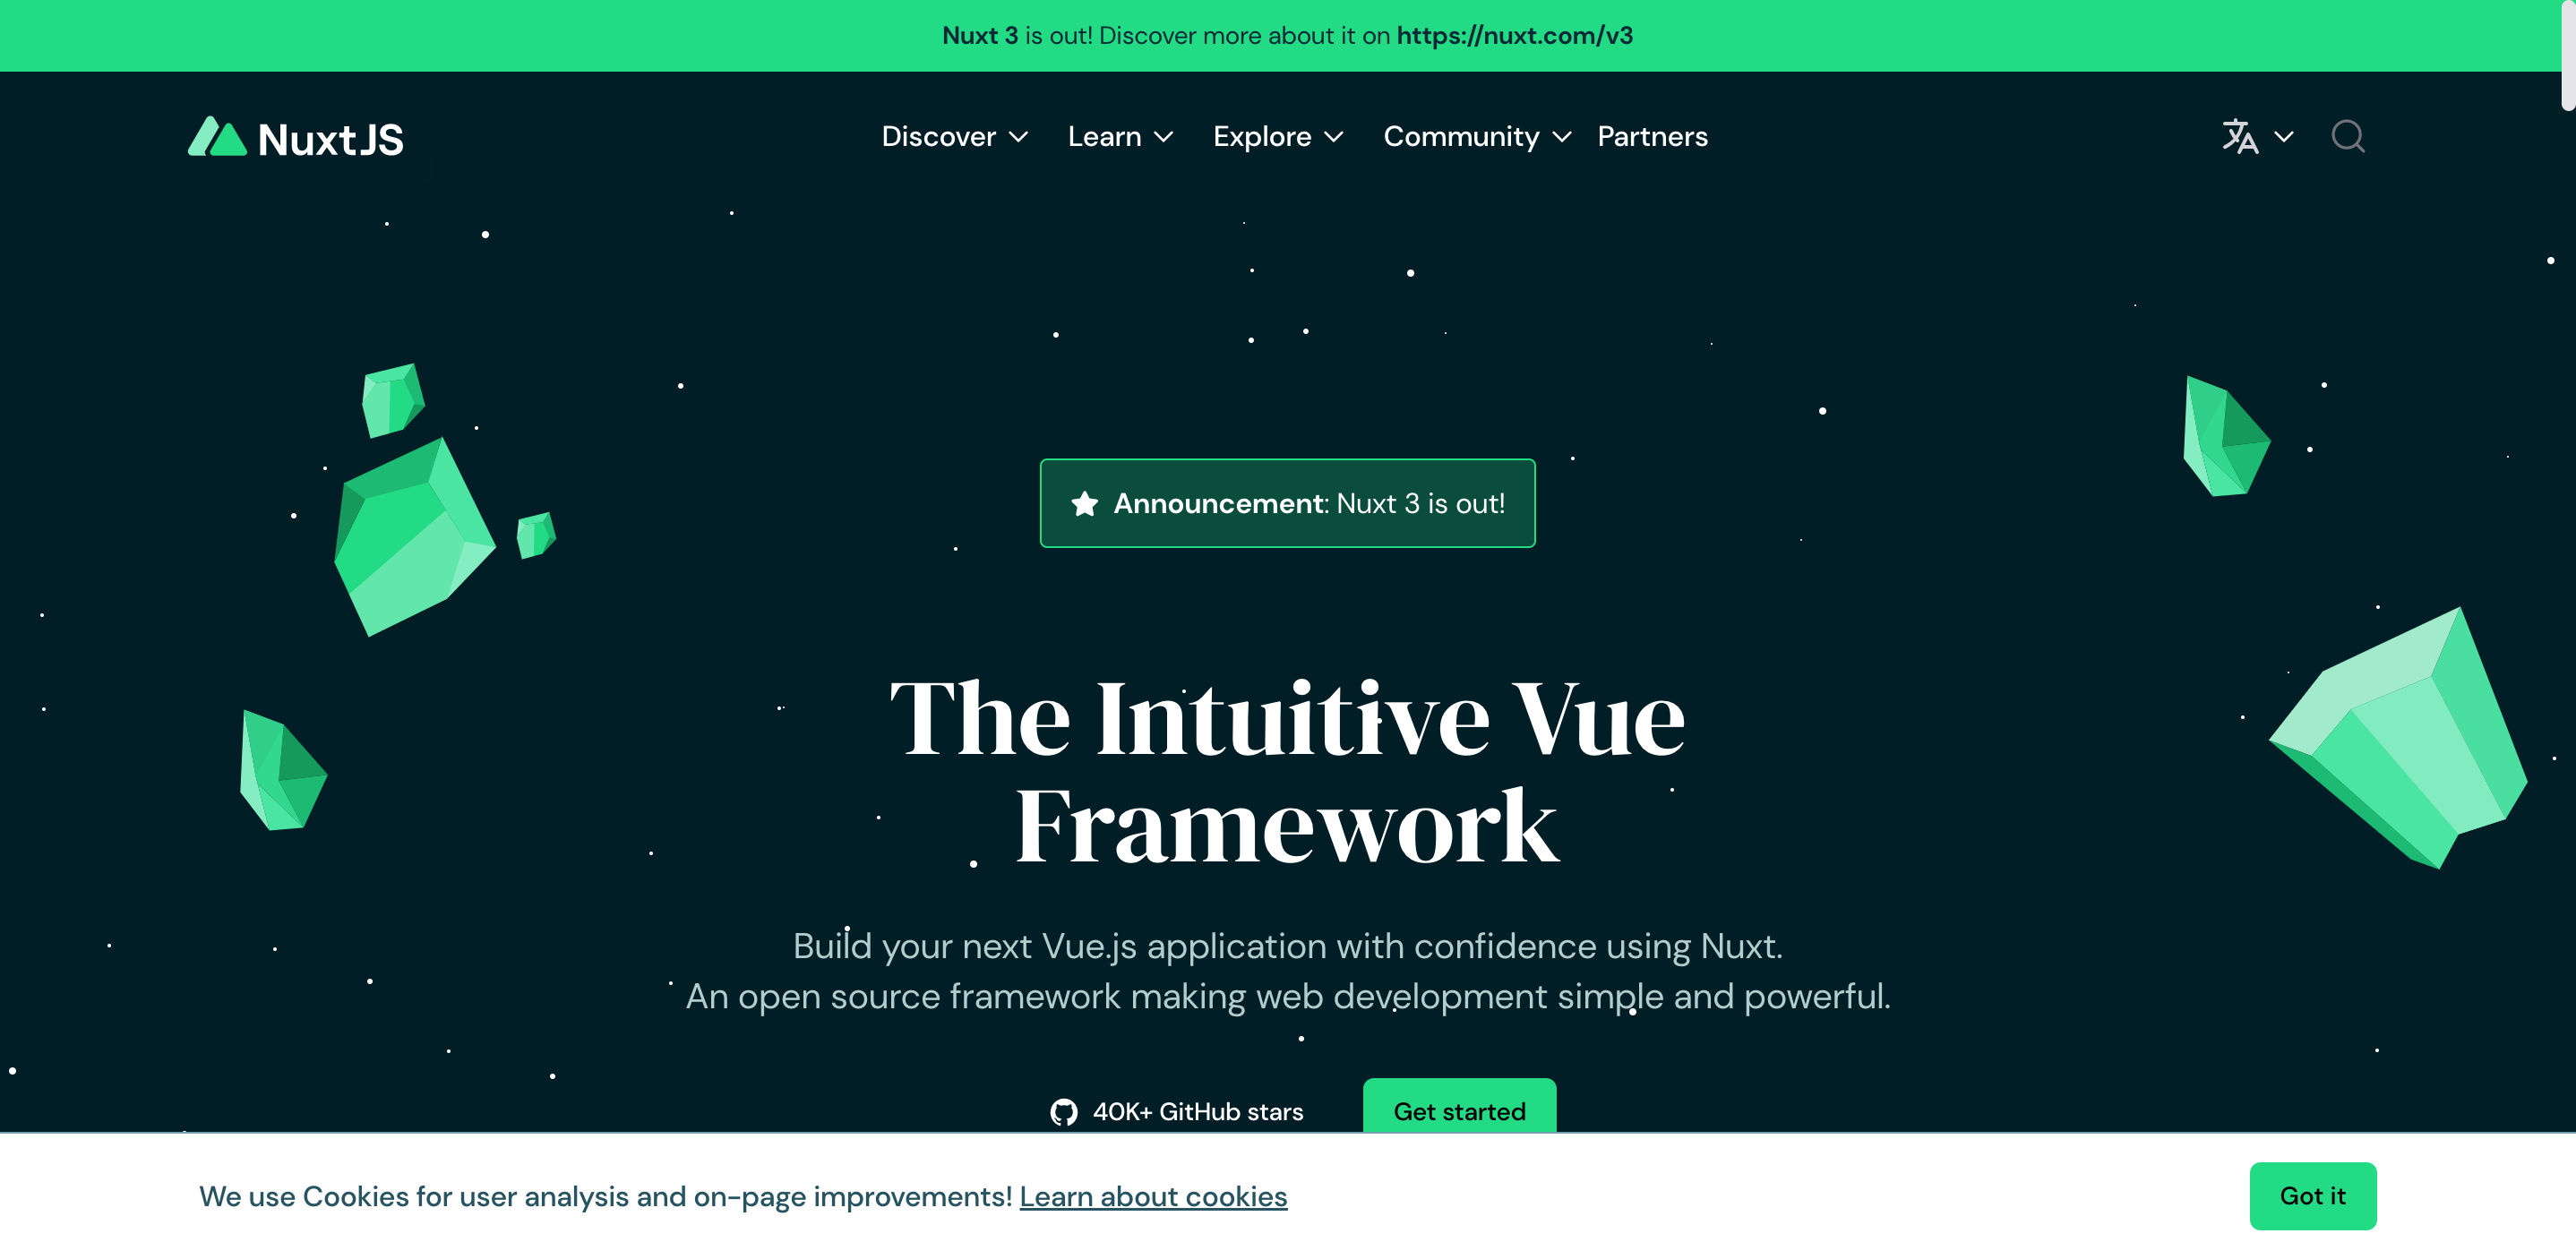 Nuxt 3 is out! Discover more about it on https://nuxt.com/v3
NuxtJS
Discover
Learn
Explore
Community
Partners
Announcement: Nuxt 3 is out!
The Intuitive Vue
Framework
Build your next Vue.js application with confidence using Nuxt.
An open source framework making web development simple and powerful.
40K+ GitHub stars
Get started
We use Cookies for user analysis and on-page improvements! Learn about cookies
Got it